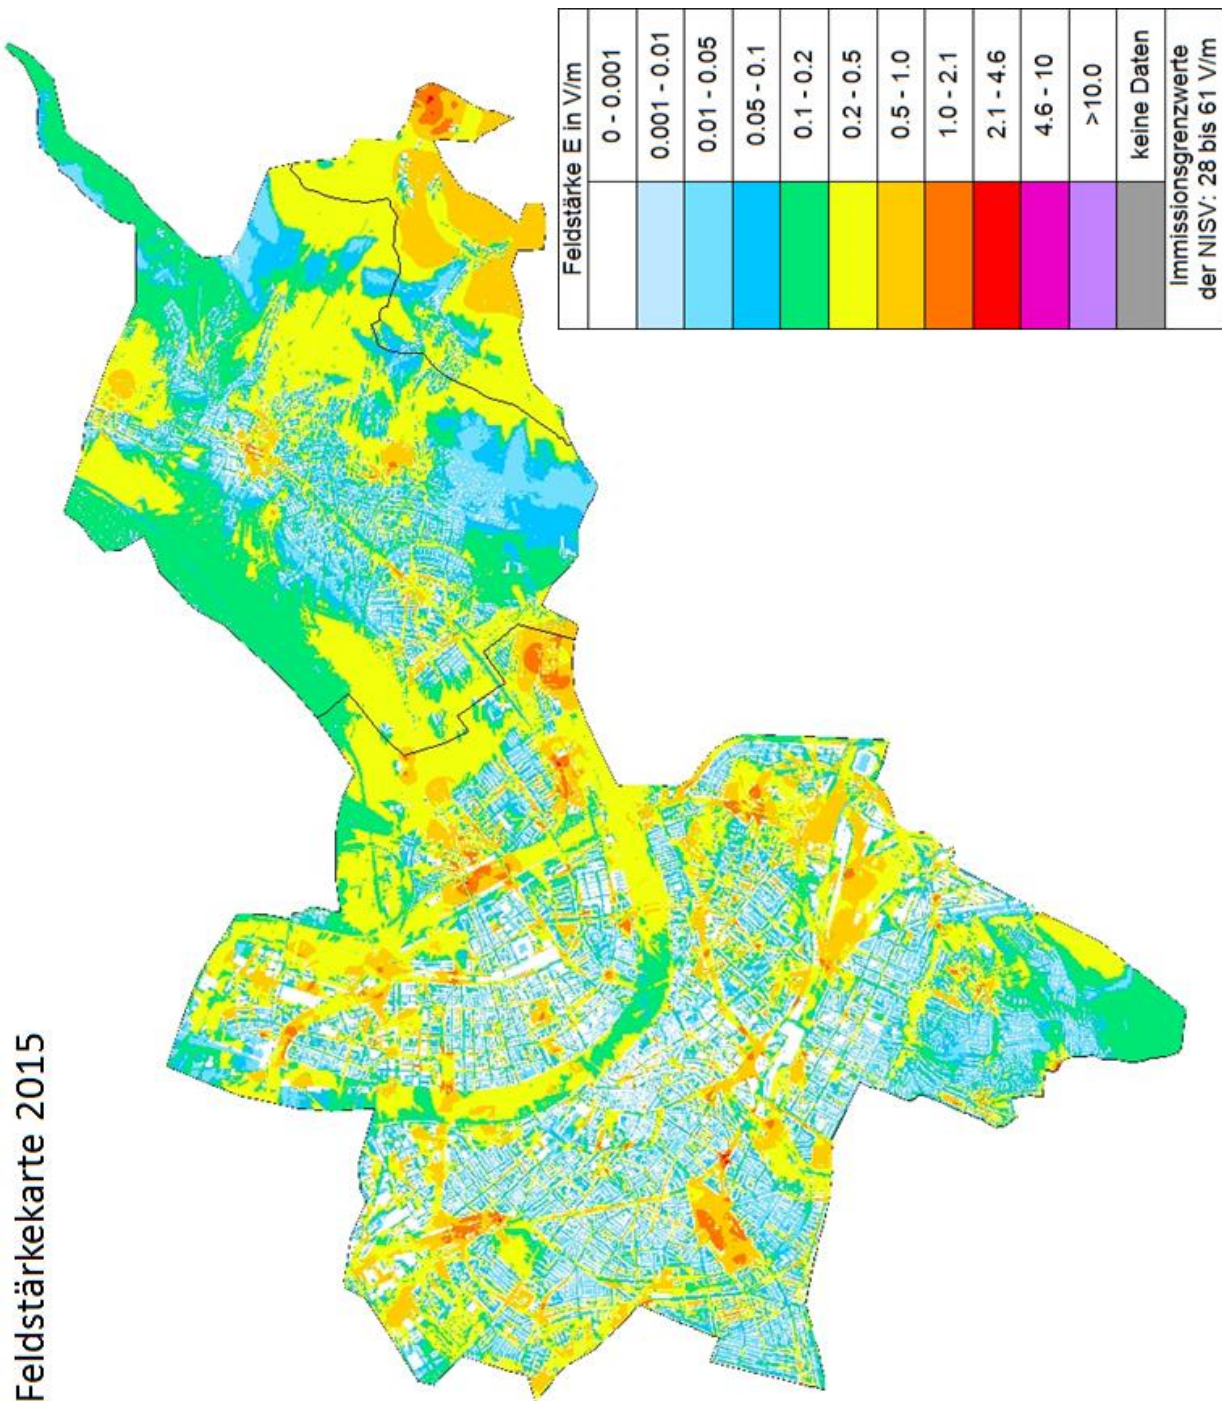 Feldstärkekarte 2015
Feldstärke E in V/m
0 - 0.001
0.001 - 0.01
0.01 - 0.05
0.05 - 0.1
0.1 - 0.2
0.2 - 0.5
0.5 - 1.0
1.0 - 2.1
2.1 - 4.6
4.6 - 10
>10.0
keine Daten
Immissionsgrenzwerte
der NISV: 28 bis 61 V/m